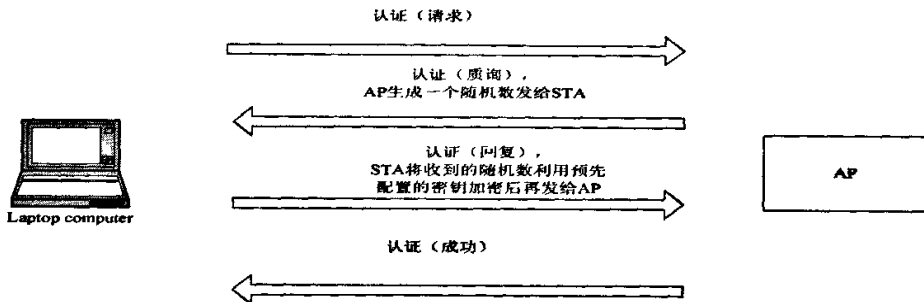 认证（请求）
认证（质询），
AP生成一个随机数发给STA
认证（回复），
STA将收到的随机数利用预先
配置的密钥加密后再发给AP
AP
Laptop computer
认证（成功）